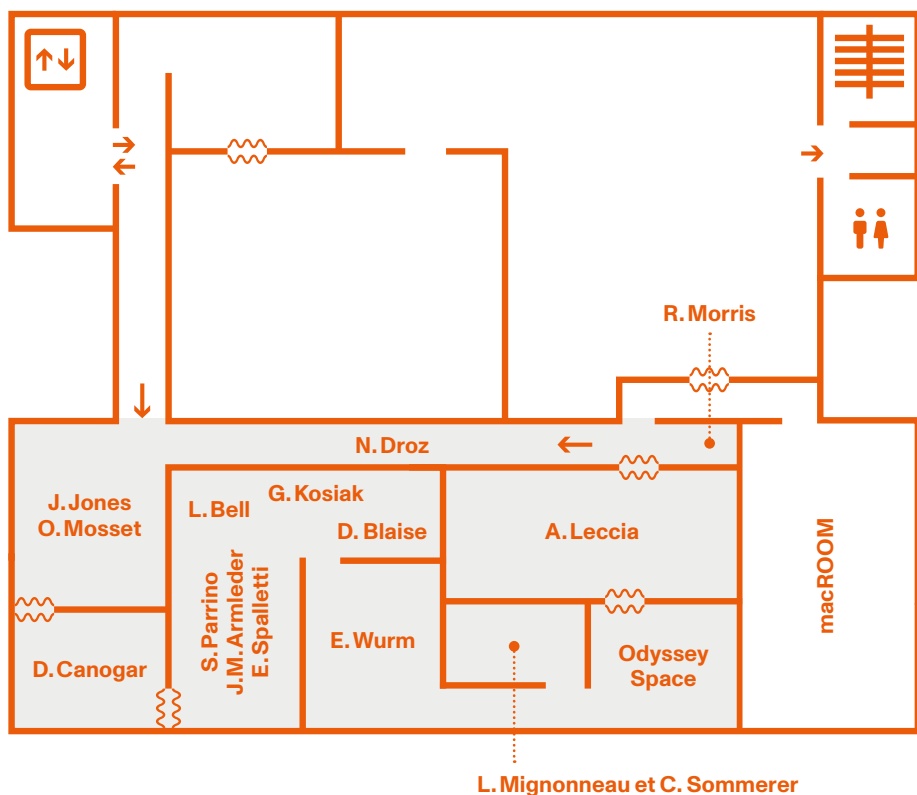 R. Morris
N. Droz
J. Jones
O. Mosset
L. Bell
G. Kosiak
D. Blaise
A. Leccia
S. Parrino
J. M. Armleder
E. Spalletti
E. Wurm
D. Canogar
Odyssey
Space
macROOM
L. Mignonneau et C. Sommerer